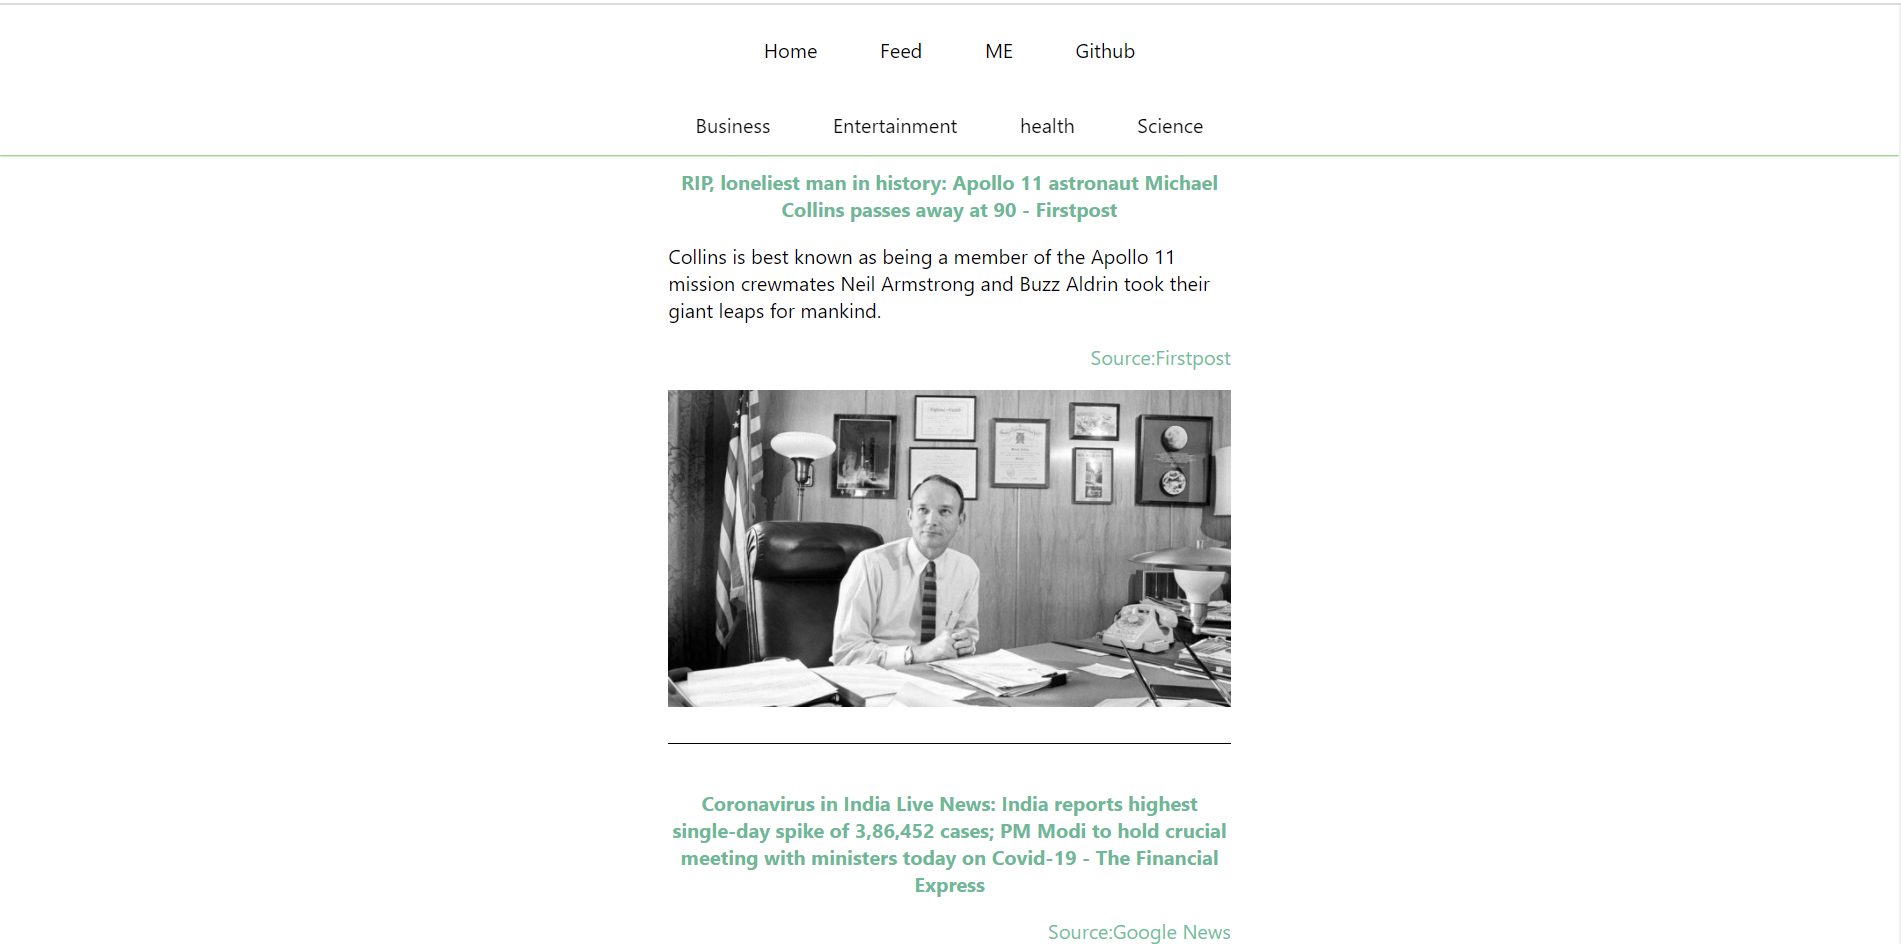 Home Feed ME Github
Business Entertainment health Science
RIP, loneliest man in history: Apollo 11 astronaut Michael
Collins passes away at 90 - Firstpost
Collins is best known as being a member of the Apollo 11
mission crewmates Neil Armstrong and Buzz Aldrin took their
giant leaps for mankind.
Source:Firstpost
Coronavirus in India Live News: India reports highest
single-day spike of 3,86,452 cases; PM Modi to hold crucial
meeting with ministers today on Covid-19 - The Financial
Express
Source:Google News